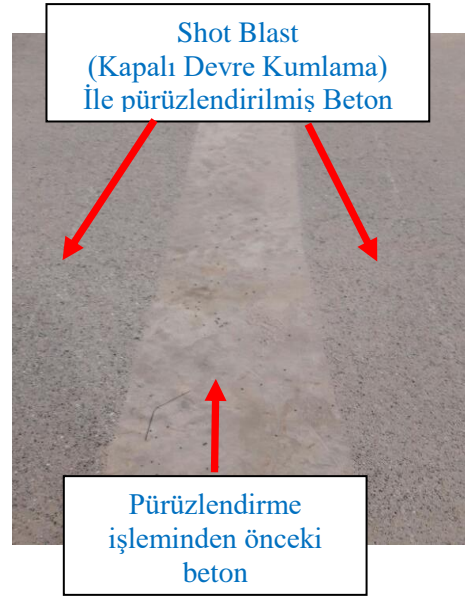 Shot Blast
(Kapalı Devre Kumlama)
İle pürüzlendirilmiş Beton
Pürüzlendirme
işleminden önceki
beton